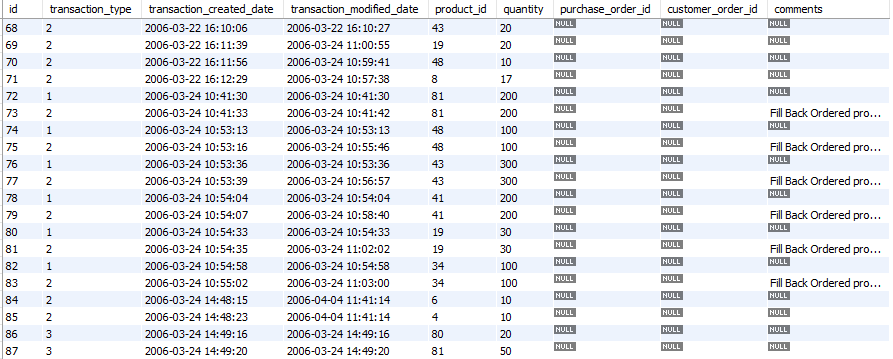 id transaction_type transaction_created_date transaction_modified_date product_id quantity purchase_order_id customer_order_id comments
68 2 2006-03-22 16:10:06 2006-03-22 16:10:27 43 20 NULL NULL
69 2 2006-03-22 16:11:39 2006-03-24 11:00:55 19 20 NULL NULL
70 2 2006-03-22 16:11:56 2006-03-24 10:59:41 48 10 NULL NULL
71 2 2006-03-22 16:12:29 2006-03-24 10:57:38 8 17 NULL NULL
72 1 2006-03-24 10:41:30 2006-03-24 10:41:30 81 200 NULL NULL NULL
73 2 2006-03-24 10:41:33 2006-03-24 10:41:42 81 200 NULL NULL Fill Back Ordered pro...
74 1 2006-03-24 10:53:13 2006-03-24 10:53:13 48 100 NULL NULL NULL
75 2 2006-03-24 10:53:16 2006-03-24 10:55:46 48 100 NULL NULL Fill Back Ordered pro...
76 1 2006-03-24 10:53:36 2006-03-24 10:53:36 43 300 NULL NULL NULL
77 2 2006-03-24 10:53:39 2006-03-24 10:56:57 43 300 NULL NULL Fill Back Ordered pro...
78 1 2006-03-24 10:54:04 2006-03-24 10:54:04 41 200 NULL NULL NULL
79 2 2006-03-24 10:54:07 2006-03-24 10:58:40 41 200 NULL NULL Fill Back Ordered pro...
80 1 2006-03-24 10:54:33 2006-03-24 10:54:33 19 30 NULL NULL NULL
81 2 2006-03-24 10:54:35 2006-03-24 11:02:02 19 30 NULL NULL Fill Back Ordered pro...
82 1 2006-03-24 10:54:58 2006-03-24 10:54:58 34 100 NULL NULL NULL
83 2 2006-03-24 10:55:02 2006-03-24 11:03:00 34 100 NULL NULL Fill Back Ordered pro...
84 2 2006-03-24 14:48:15 2006-04-04 11:41:14 6 10 NULL NULL NULL
85 2 2006-03-24 14:48:23 2006-04-04 11:41:14 4 10 NULL NULL NULL
86 3 2006-03-24 14:49:16 2006-03-24 14:49:16 80 20 NULL NULL NULL
87 3 2006-03-24 14:49:20 2006-03-24 14:49:20 81 50 NULL NULL NULL